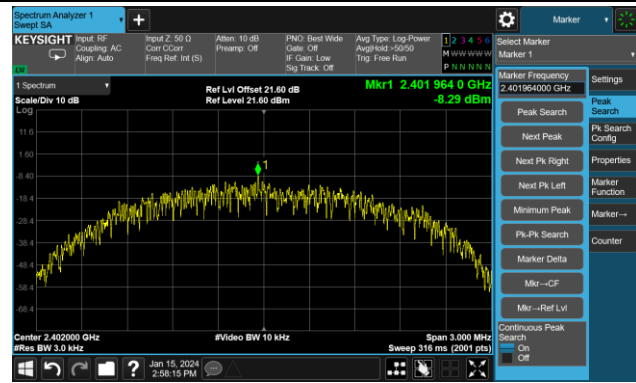 Spectrum Analyzer 1
Swept SA
Marker
KEYSIGHT
Input: RF
Coupling: AC
Align: Auto
Input Z: 50 Ω
Corr CCorr
Freq Ref: Int (S)
Atten: 10 dB
Preamp: Off
PNO: Best Wide
Gate: Off
IF Gain: Low
Sig Track: Off
Avg Type: Log-Power
Avg|Hold:>50/50
Trig: Free Run
1 2 3 4 5 6
M W W W W W
P N N N N N
Select Marker
Marker 1
1 Spectrum
Scale/Div 10 dB
Log
Ref Lvl Offset 21.60 dB
Ref Level 21.60 dBm
Mkr1 2.401 964 0 GHz
-8.29 dBm
11.6
1.60
-8.40
-18.4
-28.4
-38.4
-48.4
-58.4
-68.4
1
Center 2.402000 GHz
#Res BW 3.0 kHz
#Video BW 10 kHz
Span 3.000 MHz
Sweep 316 ms (2001 pts)
Marker Frequency
2.401964000 GHz
Peak Search
Next Peak
Next Pk Right
Next Pk Left
Minimum Peak
Pk-Pk Search
Marker Delta
Mkr→CF
Mkr→Ref Lvl
Continuous Peak
Search
On
Off
Settings
Peak
Search
Pk Search
Config
Properties
Marker
Function
Marker→
Counter
?
Jan 15, 2024
2:58:15 PM